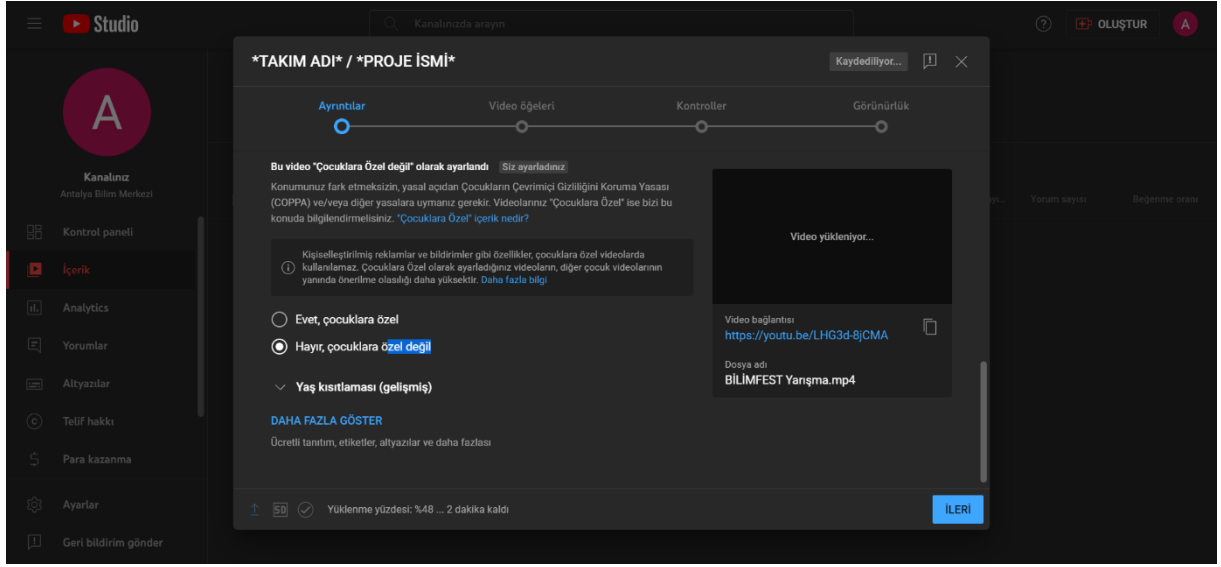 Studio
Kanalınızda arayın
OLUŞTUR
A
A
Kanalınız
Antalya Bilim Merkezi
Kontrol paneli
İçerik
Analytics
Yorumlar
Altyazılar
Telif hakkı
Para kazanma
Ayarlar
Geri bildirim gönder
*TAKIM ADI* / *PROJE İSMİ*
Kaydediliyor...
Ayrıntılar
Video öğeleri
Kontroller
Görünürlük
Bu video "Çocuklara Özel değil" olarak ayarlandı Siz ayarladınız
Konumunuz fark etmeksizin, yasal açıdan Çocukların Çevrimiçi Gizliliğini Koruma Yasası
(COPPA) ve/veya diğer yasalara uymanız gerekir. Videolarınız "Çocuklara Özel" ise bizi bu
konuda bilgilendirmelisiniz. "Çocuklara Özel" içerik nedir?
Kişiselleştirilmiş reklamlar ve bildirimler gibi özellikler, çocuklara özel videolarda
kullanılamaz. Çocuklara Özel olarak ayarladığınız videoların, diğer çocuk videolarının
yanında önerilme olasılığı daha yüksektir. Daha fazla bilgi
Evet, çocuklara özel
Hayır, çocuklara özel değil
Yaş kısıtlaması (gelişmiş)
DAHA FAZLA GÖSTER
Ücretli tanıtım, etiketler, altyazılar ve daha fazlası
Video yükleniyor...
Video bağlantısı
https://youtu.be/LHG3d-8jCMA
Dosya adı
BİLİMFEST Yarışma.mp4
SD
Yüklenme yüzdesi: %48 ... 2 dakika kaldı
İLERİ
Yorum sayısı
Beğenme oranı